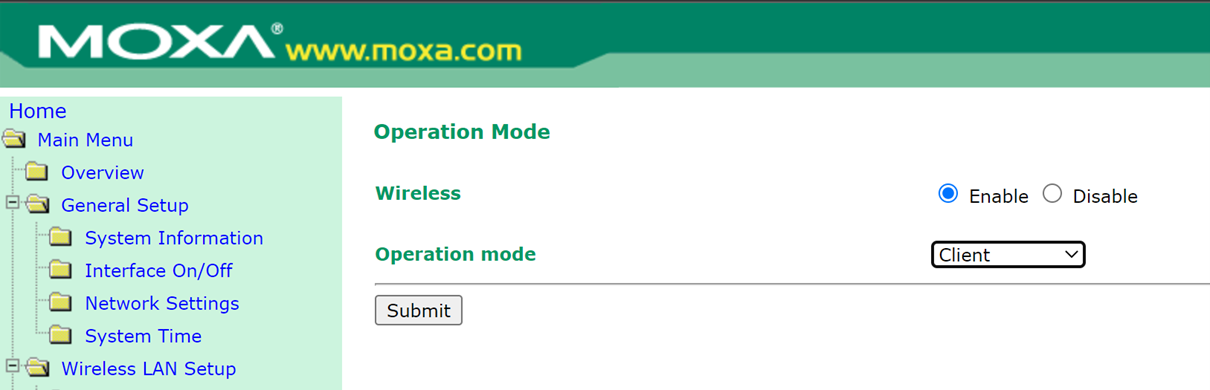 MOXA® www.moxa.com
Home
Main Menu
Overview
General Setup
System Information
Interface On/Off
Network Settings
System Time
Wireless LAN Setup
Operation Mode
Wireless Enable Disable
Operation mode Client
Submit